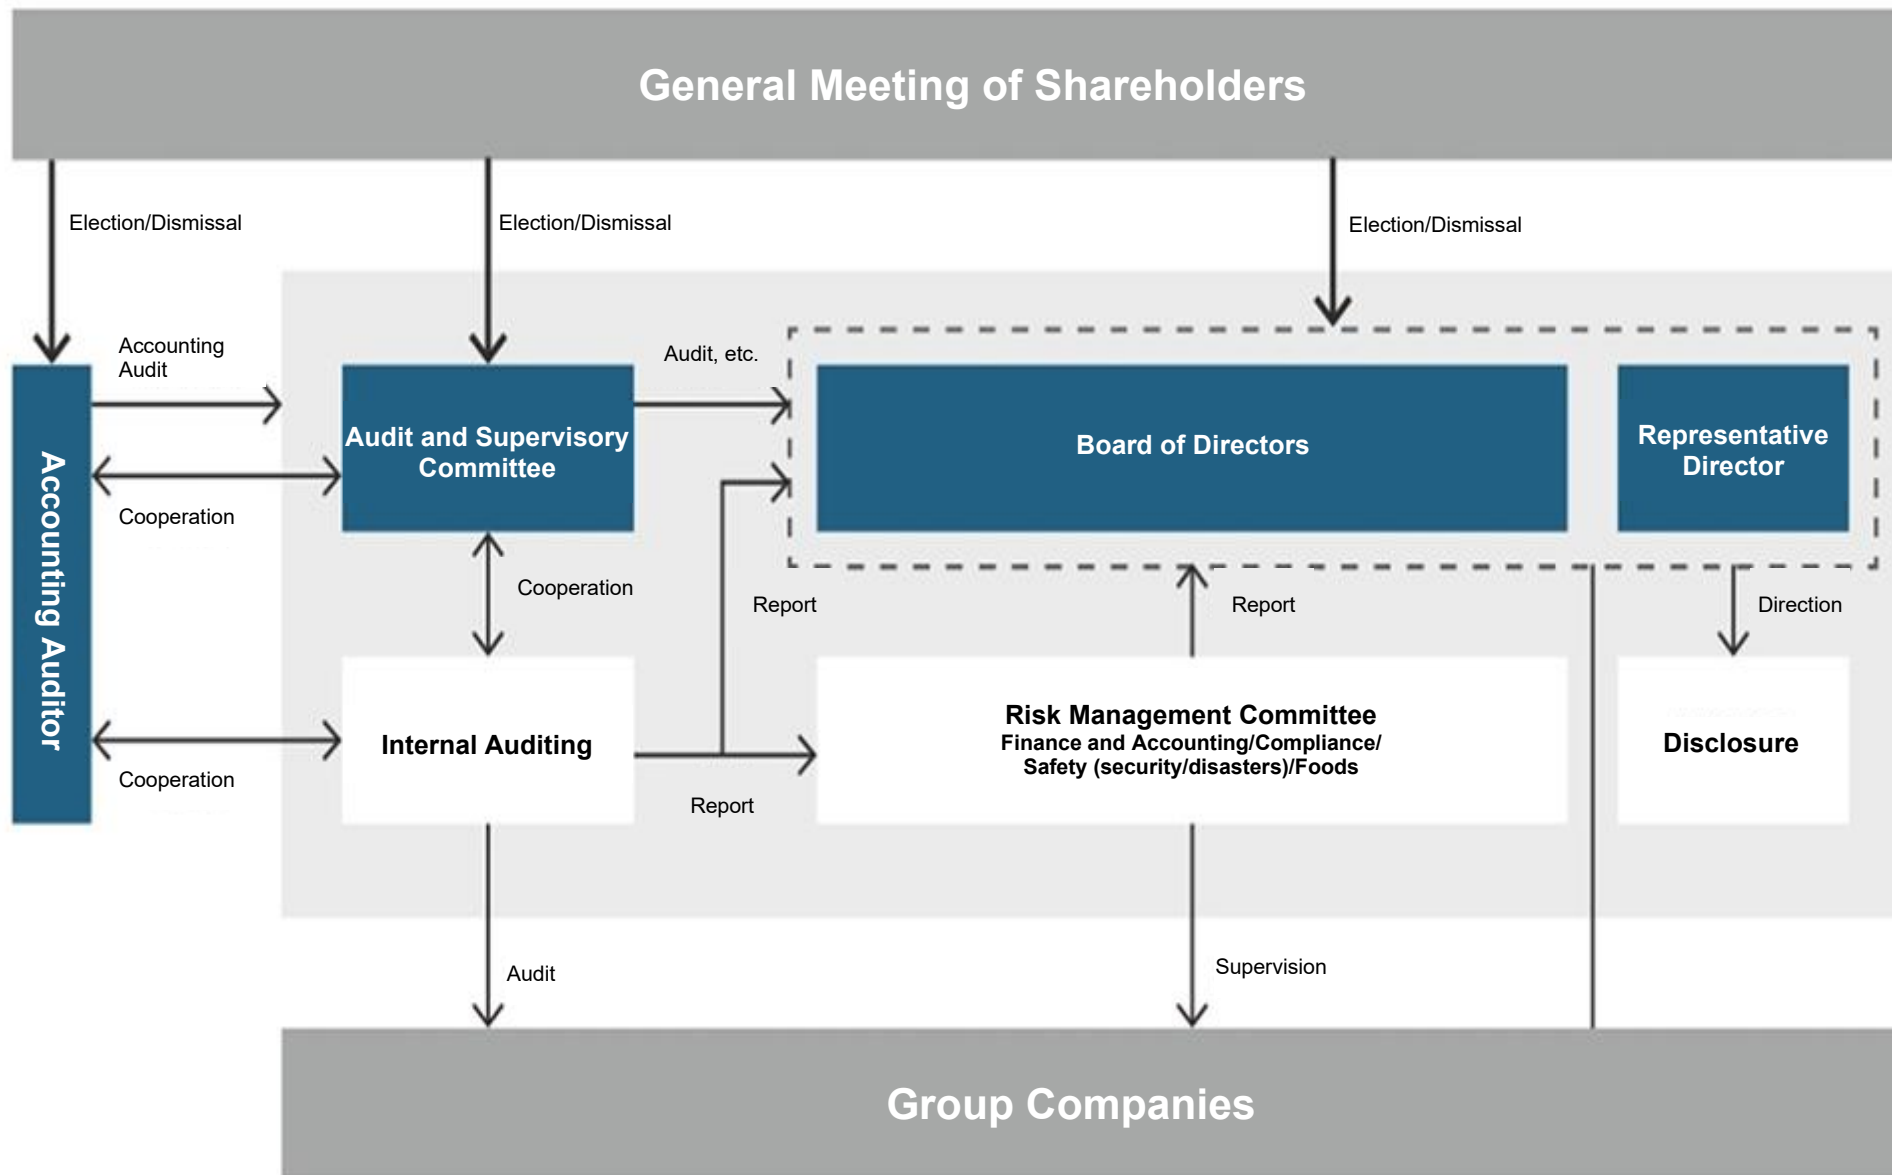 General Meeting of Shareholders
Election/Dismissal
Election/Dismissal
Election/Dismissal
Accounting
Audit
Audit, etc.
Accounting Auditor
Audit and Supervisory
Committee
Board of Directors
Representative
Director
Cooperation
Cooperation
Report
Report
Direction
Internal Auditing
Risk Management Committee
Finance and Accounting/Compliance/
Safety (security/disasters)/Foods
Disclosure
Cooperation
Report
Audit
Supervision
Group Companies